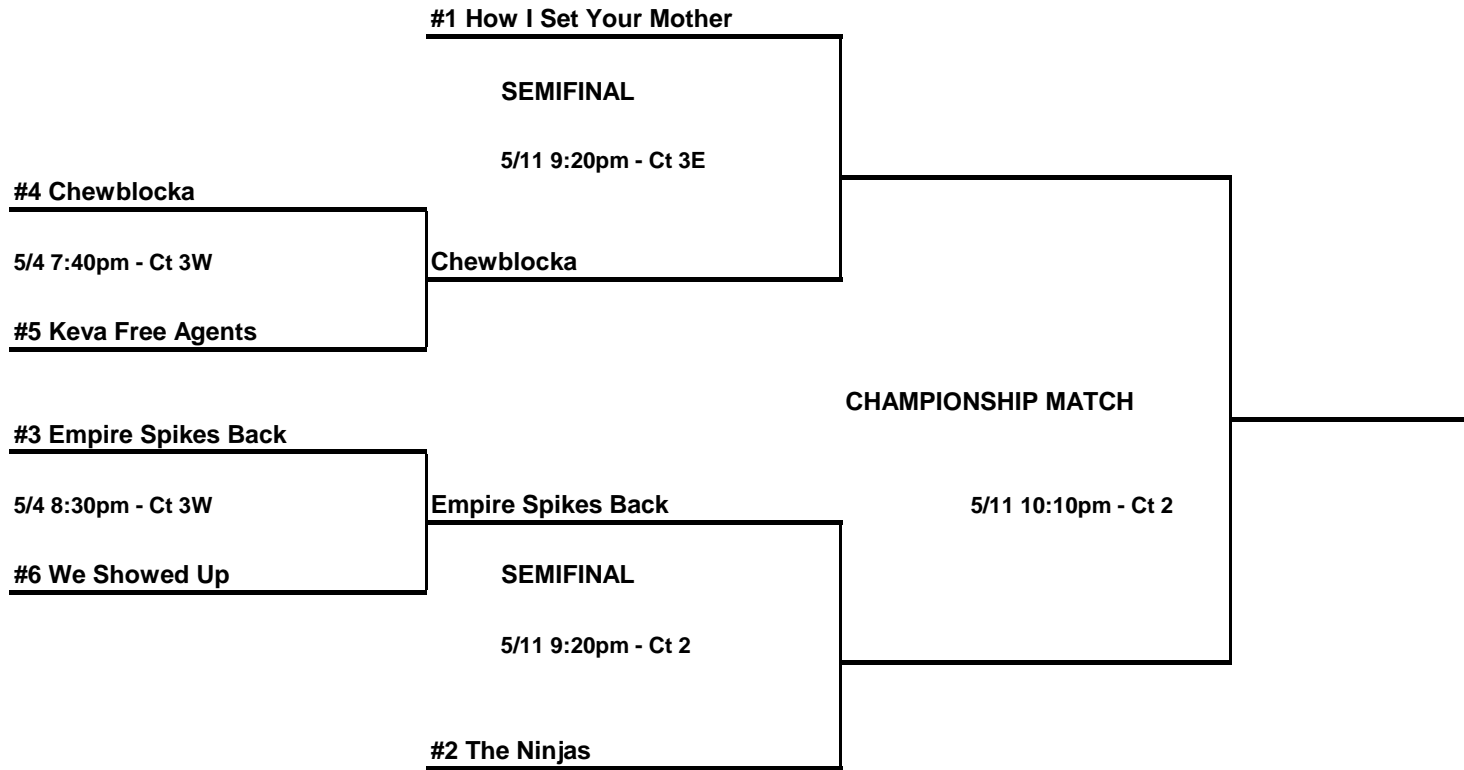 #1 How I Set Your Mother
SEMIFINAL
5/11 9:20pm - Ct 3E
#4 Chewblocka
5/4 7:40pm - Ct 3W
Chewblocka
#5 Keva Free Agents
CHAMPIONSHIP MATCH
#3 Empire Spikes Back
5/4 8:30pm - Ct 3W
Empire Spikes Back
5/11 10:10pm - Ct 2
#6 We Showed Up
SEMIFINAL
5/11 9:20pm - Ct 2
#2 The Ninjas